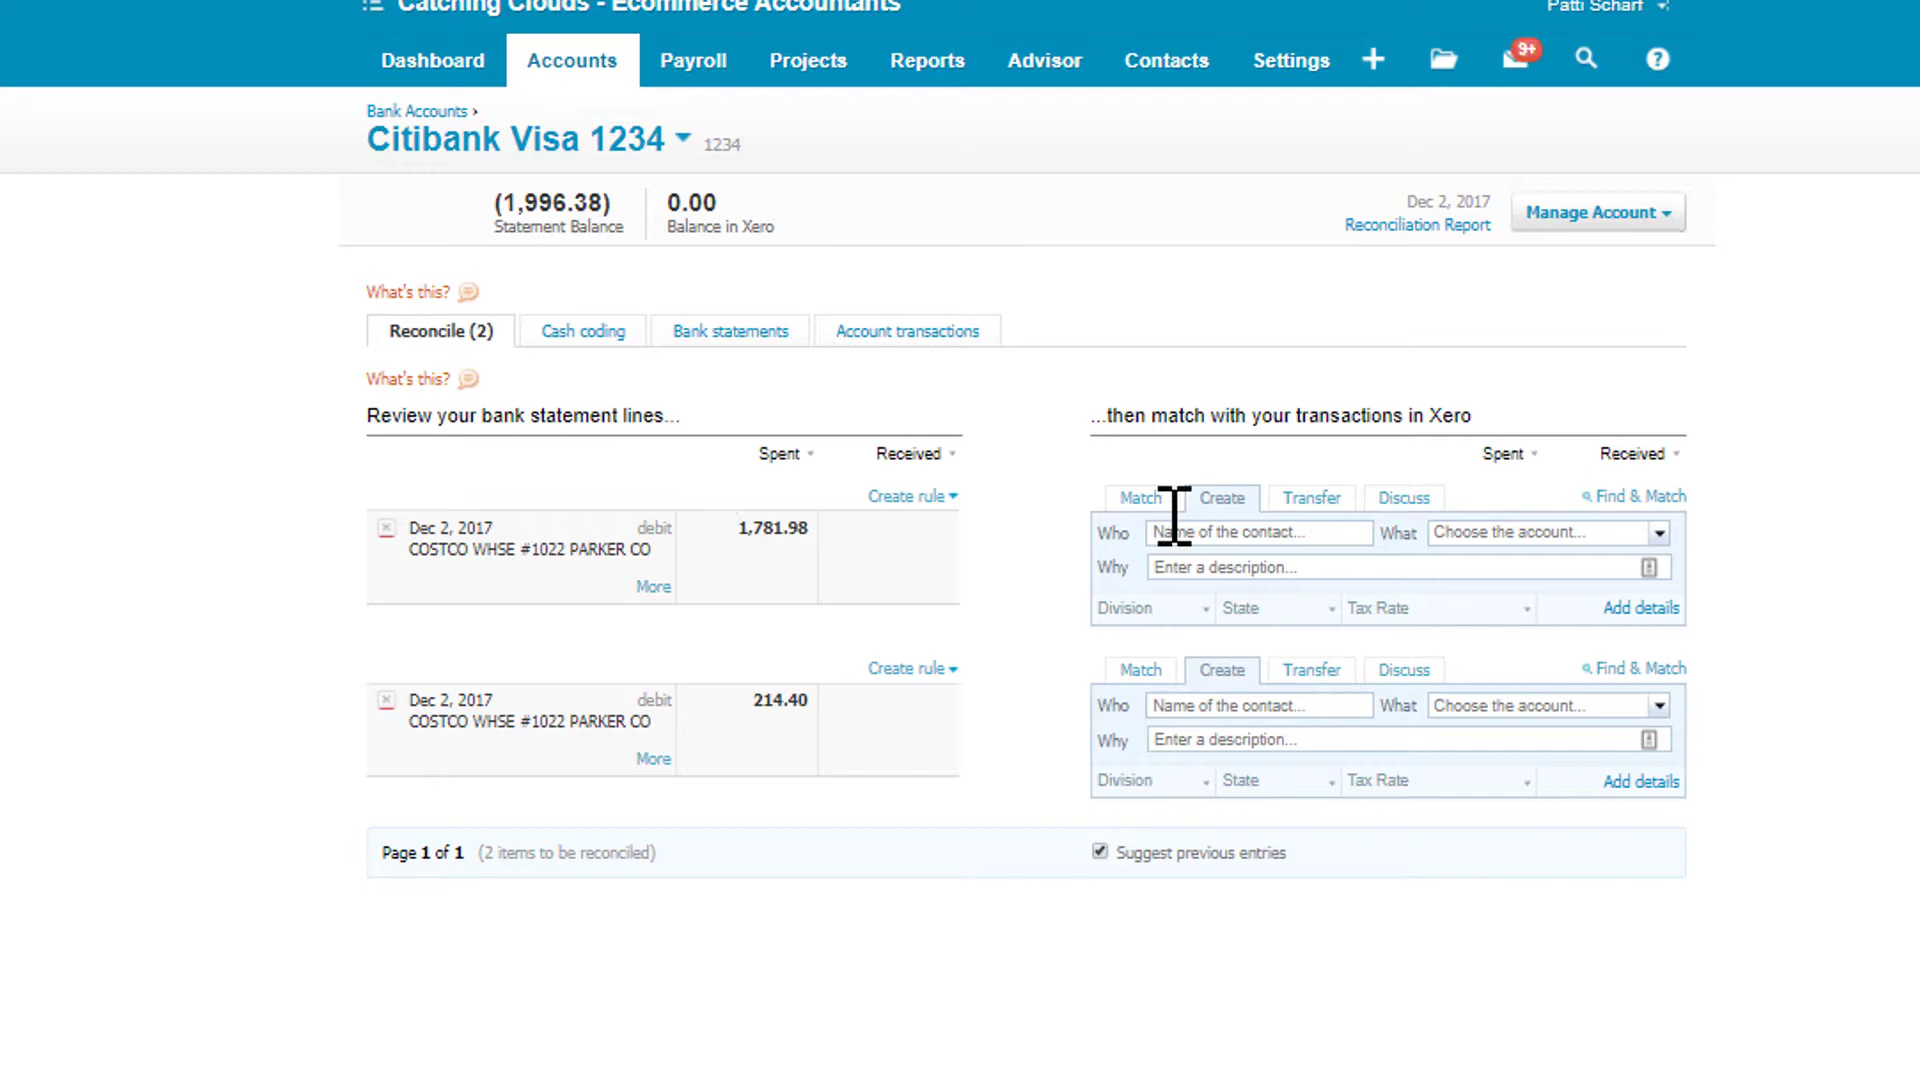 Catching Clouds - Ecommerce Accountants
Patti Scharf
Dashboard Accounts Payroll Projects Reports Advisor Contacts Settings 9+ ?
Bank Accounts ›
Citibank Visa 1234 1234
(1,996.38) 0.00 Dec 2, 2017 Manage Account
Statement Balance Balance in Xero Reconciliation Report
What's this?
Reconcile (2) Cash coding Bank statements Account transactions
What's this?
Review your bank statement lines... ...then match with your transactions in Xero
Spent Received Spent Received
Create rule Match Create Transfer Discuss Find & Match
Dec 2, 2017 debit 1,781.98 Who Name of the contact... What Choose the account...
COSTCO WHSE #1022 PARKER CO Why Enter a description...
More Division State Tax Rate Add details
Create rule Match Create Transfer Discuss Find & Match
Dec 2, 2017 debit 214.40 Who Name of the contact... What Choose the account...
COSTCO WHSE #1022 PARKER CO Why Enter a description...
More Division State Tax Rate Add details
Page 1 of 1 (2 items to be reconciled) Suggest previous entries